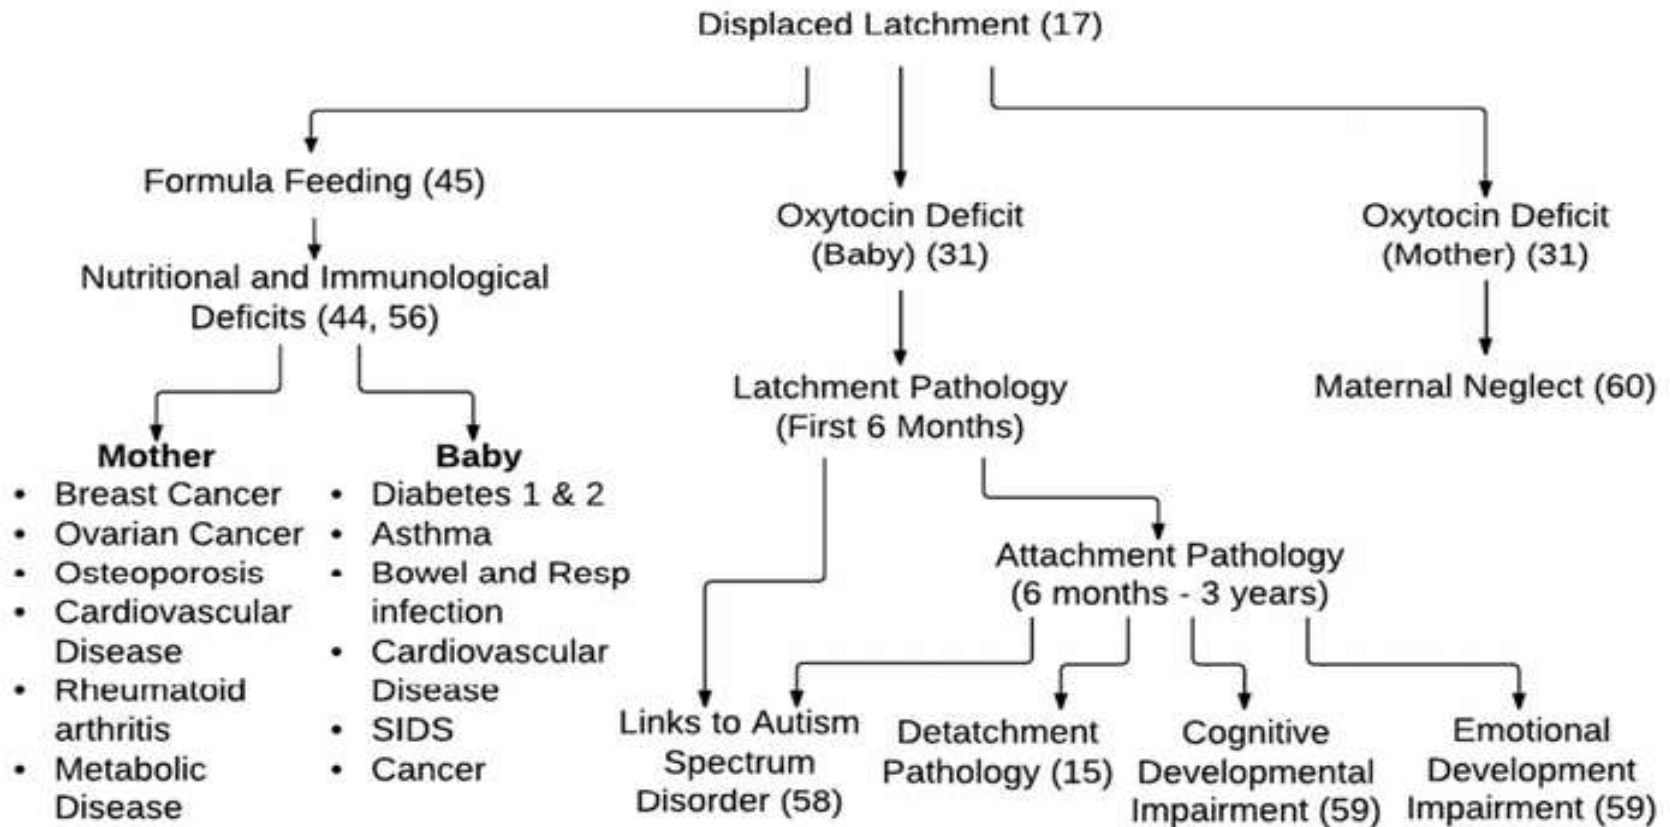 Displaced Latchment (17)
Formula Feeding (45)
Nutritional and Immunological
Deficits (44, 56)
Mother
• Breast Cancer
• Ovarian Cancer
• Osteoporosis
• Cardiovascular
Disease
• Rheumatoid
arthritis
• Metabolic
Disease
Baby
• Diabetes 1 & 2
• Asthma
• Bowel and Resp
infection
• Cardiovascular
Disease
• SIDS
• Cancer
Oxytocin Deficit
(Baby) (31)
Latchment Pathology
(First 6 Months)
Attachment Pathology
(6 months - 3 years)
Links to Autism
Spectrum
Disorder (58)
Detatchment
Pathology (15)
Cognitive
Developmental
Impairment (59)
Emotional
Development
Impairment (59)
Oxytocin Deficit
(Mother) (31)
Maternal Neglect (60)